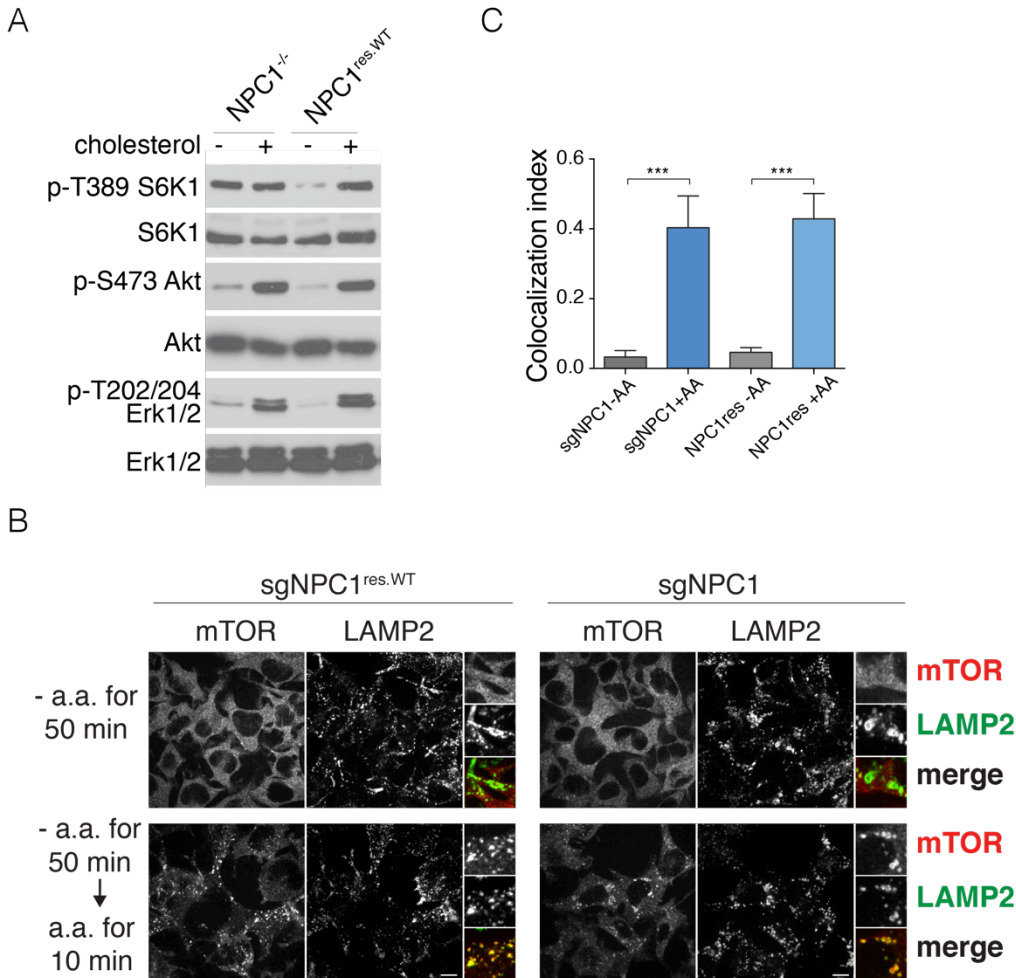 A
NPC1-/-
NPC1res.WT
cholesterol - + - +
p-T389 S6K1
S6K1
p-S473 Akt
Akt
p-T202/204
Erk1/2
Erk1/2
C
Colocalization index
0.6
0.4
0.2
0.0
***
***
sgNPC1-AA
sgNPC1+AA
NPC1res -AA
NPC1res +AA
B
sgNPC1res.WT
sgNPC1
mTOR LAMP2
mTOR LAMP2
- a.a. for
50 min
mTOR
LAMP2
merge
- a.a. for
50 min
↓
a.a. for
10 min
mTOR
LAMP2
merge